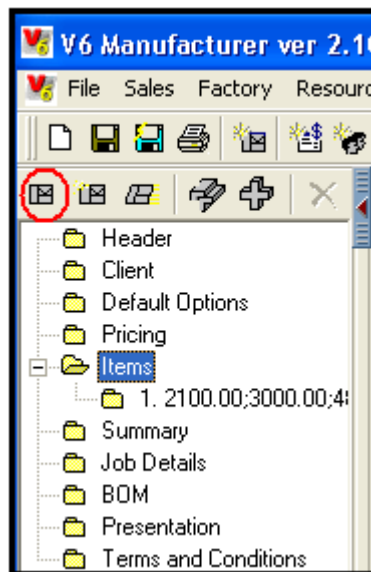 V6 Manufacturer ver 2.1
File Sales Factory
Header
Client
Default Options
Pricing
Items
1. 2100.00;3000.00;4
Summary
Job Details
BOM
Presentation
Terms and Conditions